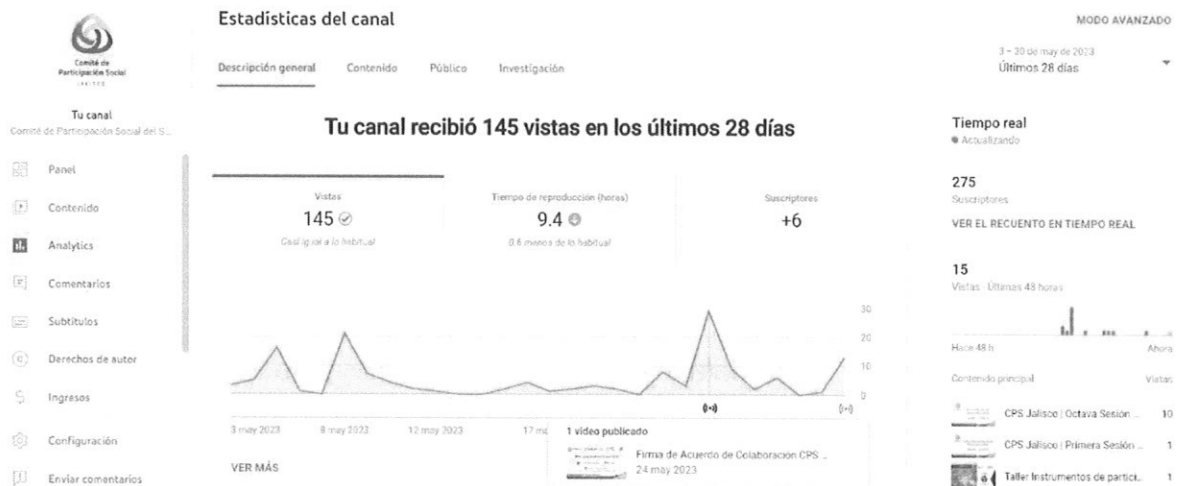 Comité de
Participación Social
JALISCO
Tu canal
Comité de Participación Social del S...
Panel
Contenido
Analytics
Comentarios
Subtítulos
Derechos de autor
Ingresos
Configuración
Enviar comentarios
Estadísticas del canal
Descripción general Contenido Público Investigación
Tu canal recibió 145 vistas en los últimos 28 días
Vistas
145
Casi igual a lo habitual
Tiempo de reproducción (horas)
9.4
0.6 menos de lo habitual
Suscriptores
+6
30
20
10
0
3 may 2023 8 may 2023 12 may 2023 17
1 video publicado
Firma de Acuerdo de Colaboración CPS ...
24 may 2023
VER MÁS
MODO AVANZADO
3 – 30 de may de 2023
Últimos 28 días
Tiempo real
Actualizando
275
Suscriptores
VER EL RECUENTO EN TIEMPO REAL
15
Vistas · Últimas 48 horas
Hace 48 h Ahora
Contenido principal Vistas
CPS Jalisco | Octava Sesión ... 10
CPS Jalisco | Primera Sesión ... 1
Taller Instrumentos de partici... 1